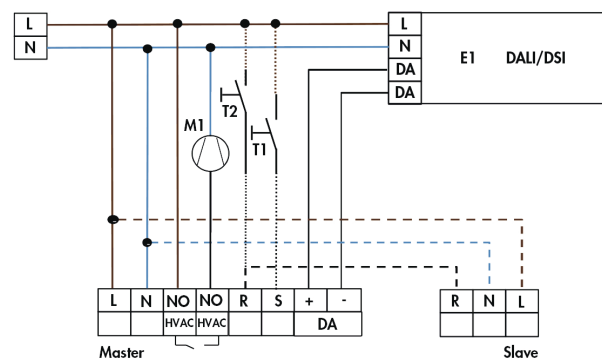 L
N
L
N
DA
DA
E1 DALI/DSI
T2
M1
T1
L N NO NO R S + -
HVAC HVAC DA
R N L
Master
Slave